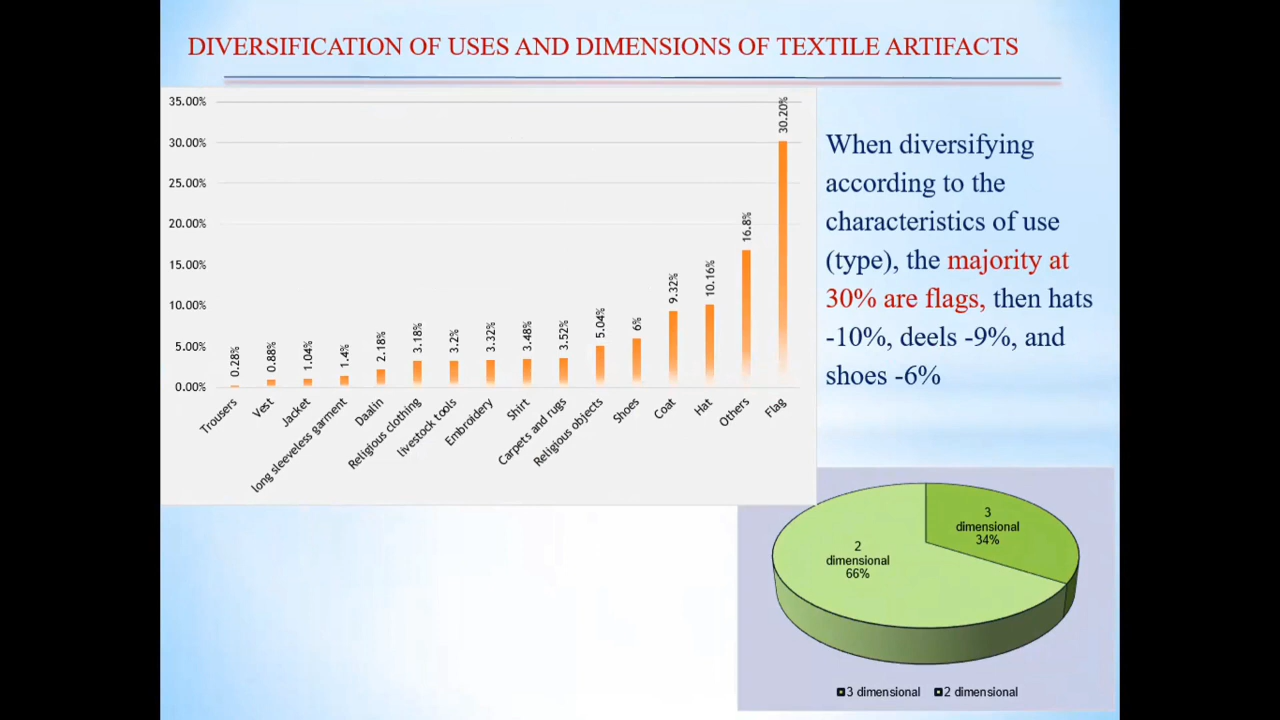 DIVERSIFICATION OF USES AND DIMENSIONS OF TEXTILE ARTIFACTS
35.00%
30.00%
25.00%
20.00%
15.00%
10.00%
5.00%
0.00%
0.28%
0.88%
1.04%
1.4%
2.18%
3.18%
3.2%
3.32%
3.48%
3.52%
5.04%
6%
9.32%
10.16%
16.8%
30.20%
Trousers
Vest
Jacket
long sleeveless garment
Daalin
Religious clothing
livestock tools
Embroidery
Shirt
Carpets and rugs
Religious objects
Shoes
Coat
Hat
Others
Flag
When diversifying
according to the
characteristics of use
(type), the majority at
30% are flags, then hats
-10%, deels -9%, and
shoes -6%
3
dimensional
34%
2
dimensional
66%
3 dimensional
2 dimensional